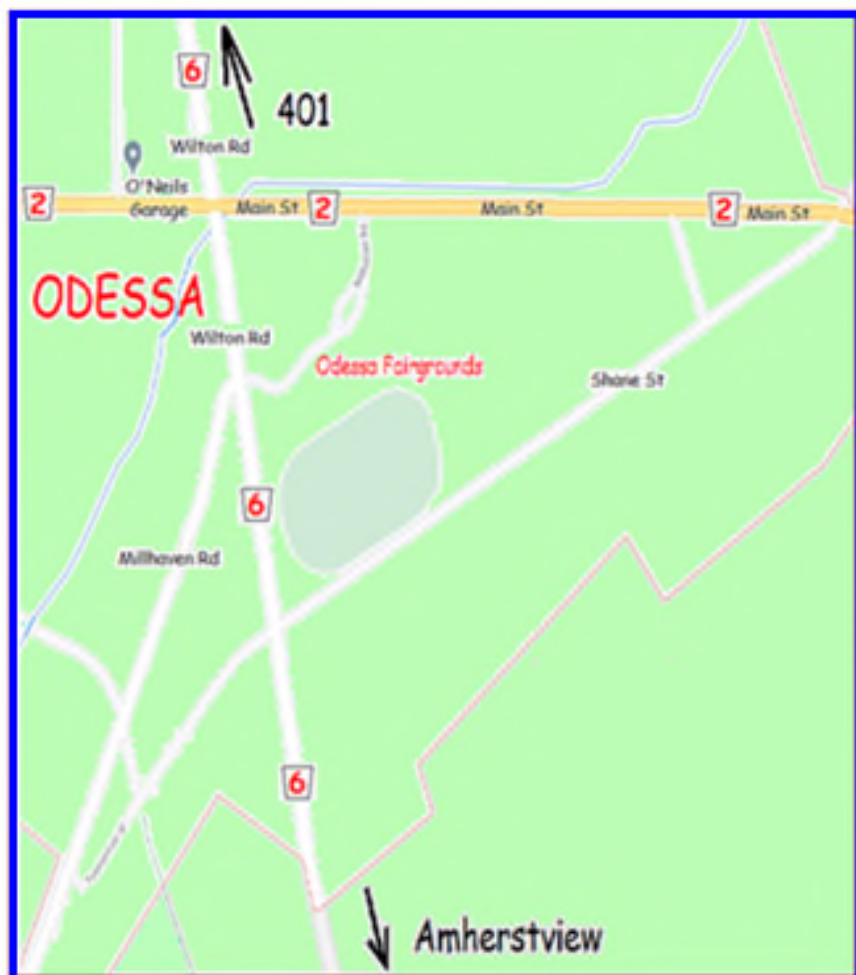 6
401
Wilton Rd
O'Neils
Garage
2
Main St
2
Main St
2
Main St
ODESSA
Wilton Rd
Odessa Fairgrounds
Shane St
6
Millhaven Rd
6
Amherstview